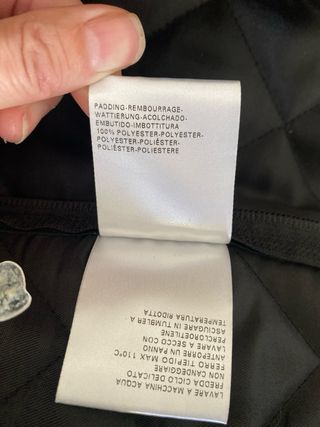 PADDING-REMBOURRAGE-
WATTIERUNG-ACOLCHADO-
EMBUTIDO-IMBOTTITURA
100% POLYESTER-POLYESTER-
POLYESTER-POLIÉSTER-
POLIÉSTER-POLIESTERE
LAVARE A MACCHINA ACQUA
FREDDA CICLO DELICATO
NON CANDEGGIARE
FERRO TIEPIDO MAX 110°C
ANTEPORRE UN PANNO
LAVARE A SECCO CON
PERCLOROETILENE
ASCIUGARE IN TUMBLER A
TEMPERATURA RIDOTTA